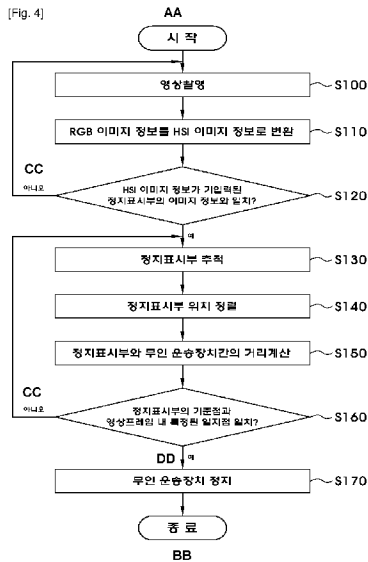 [Fig. 4]
AA
시 작
영상촬영
S100
RGB 이미지 정보를 HSI 이미지 정보로 변환
S110
CC
아니오
HSI 이미지 정보가 기입력된
정지표시부의 이미지 정보와 일치?
S120
예
정지표시부 추적
S130
정지표시부 위치 정렬
S140
정지표시부와 무인 운송장치간의 거리계산
S150
CC
아니오
정지표시부의 기준점과
영상프레임 내 특정된 일지점 일치?
S160
DD
예
무인 운송장치 정지
S170
종 료
BB